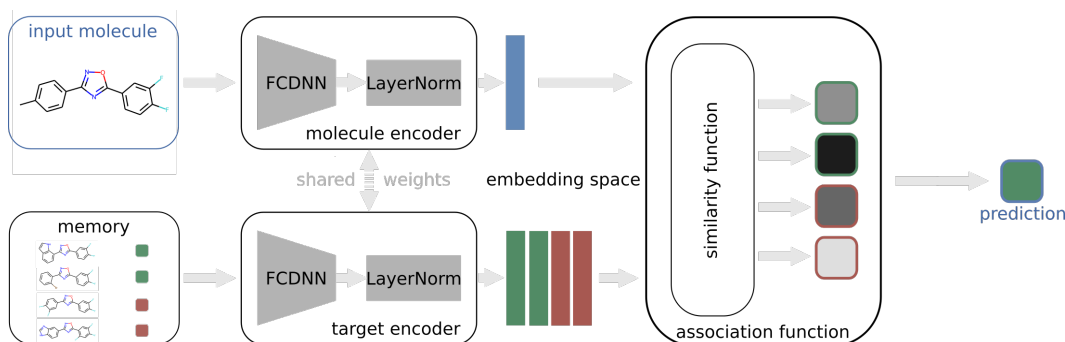 input molecule
N
O
N
F
F
FCDNN
LayerNorm
molecule encoder
shared weights
embedding space
memory
FCDNN
LayerNorm
target encoder
similarity function
association function
prediction